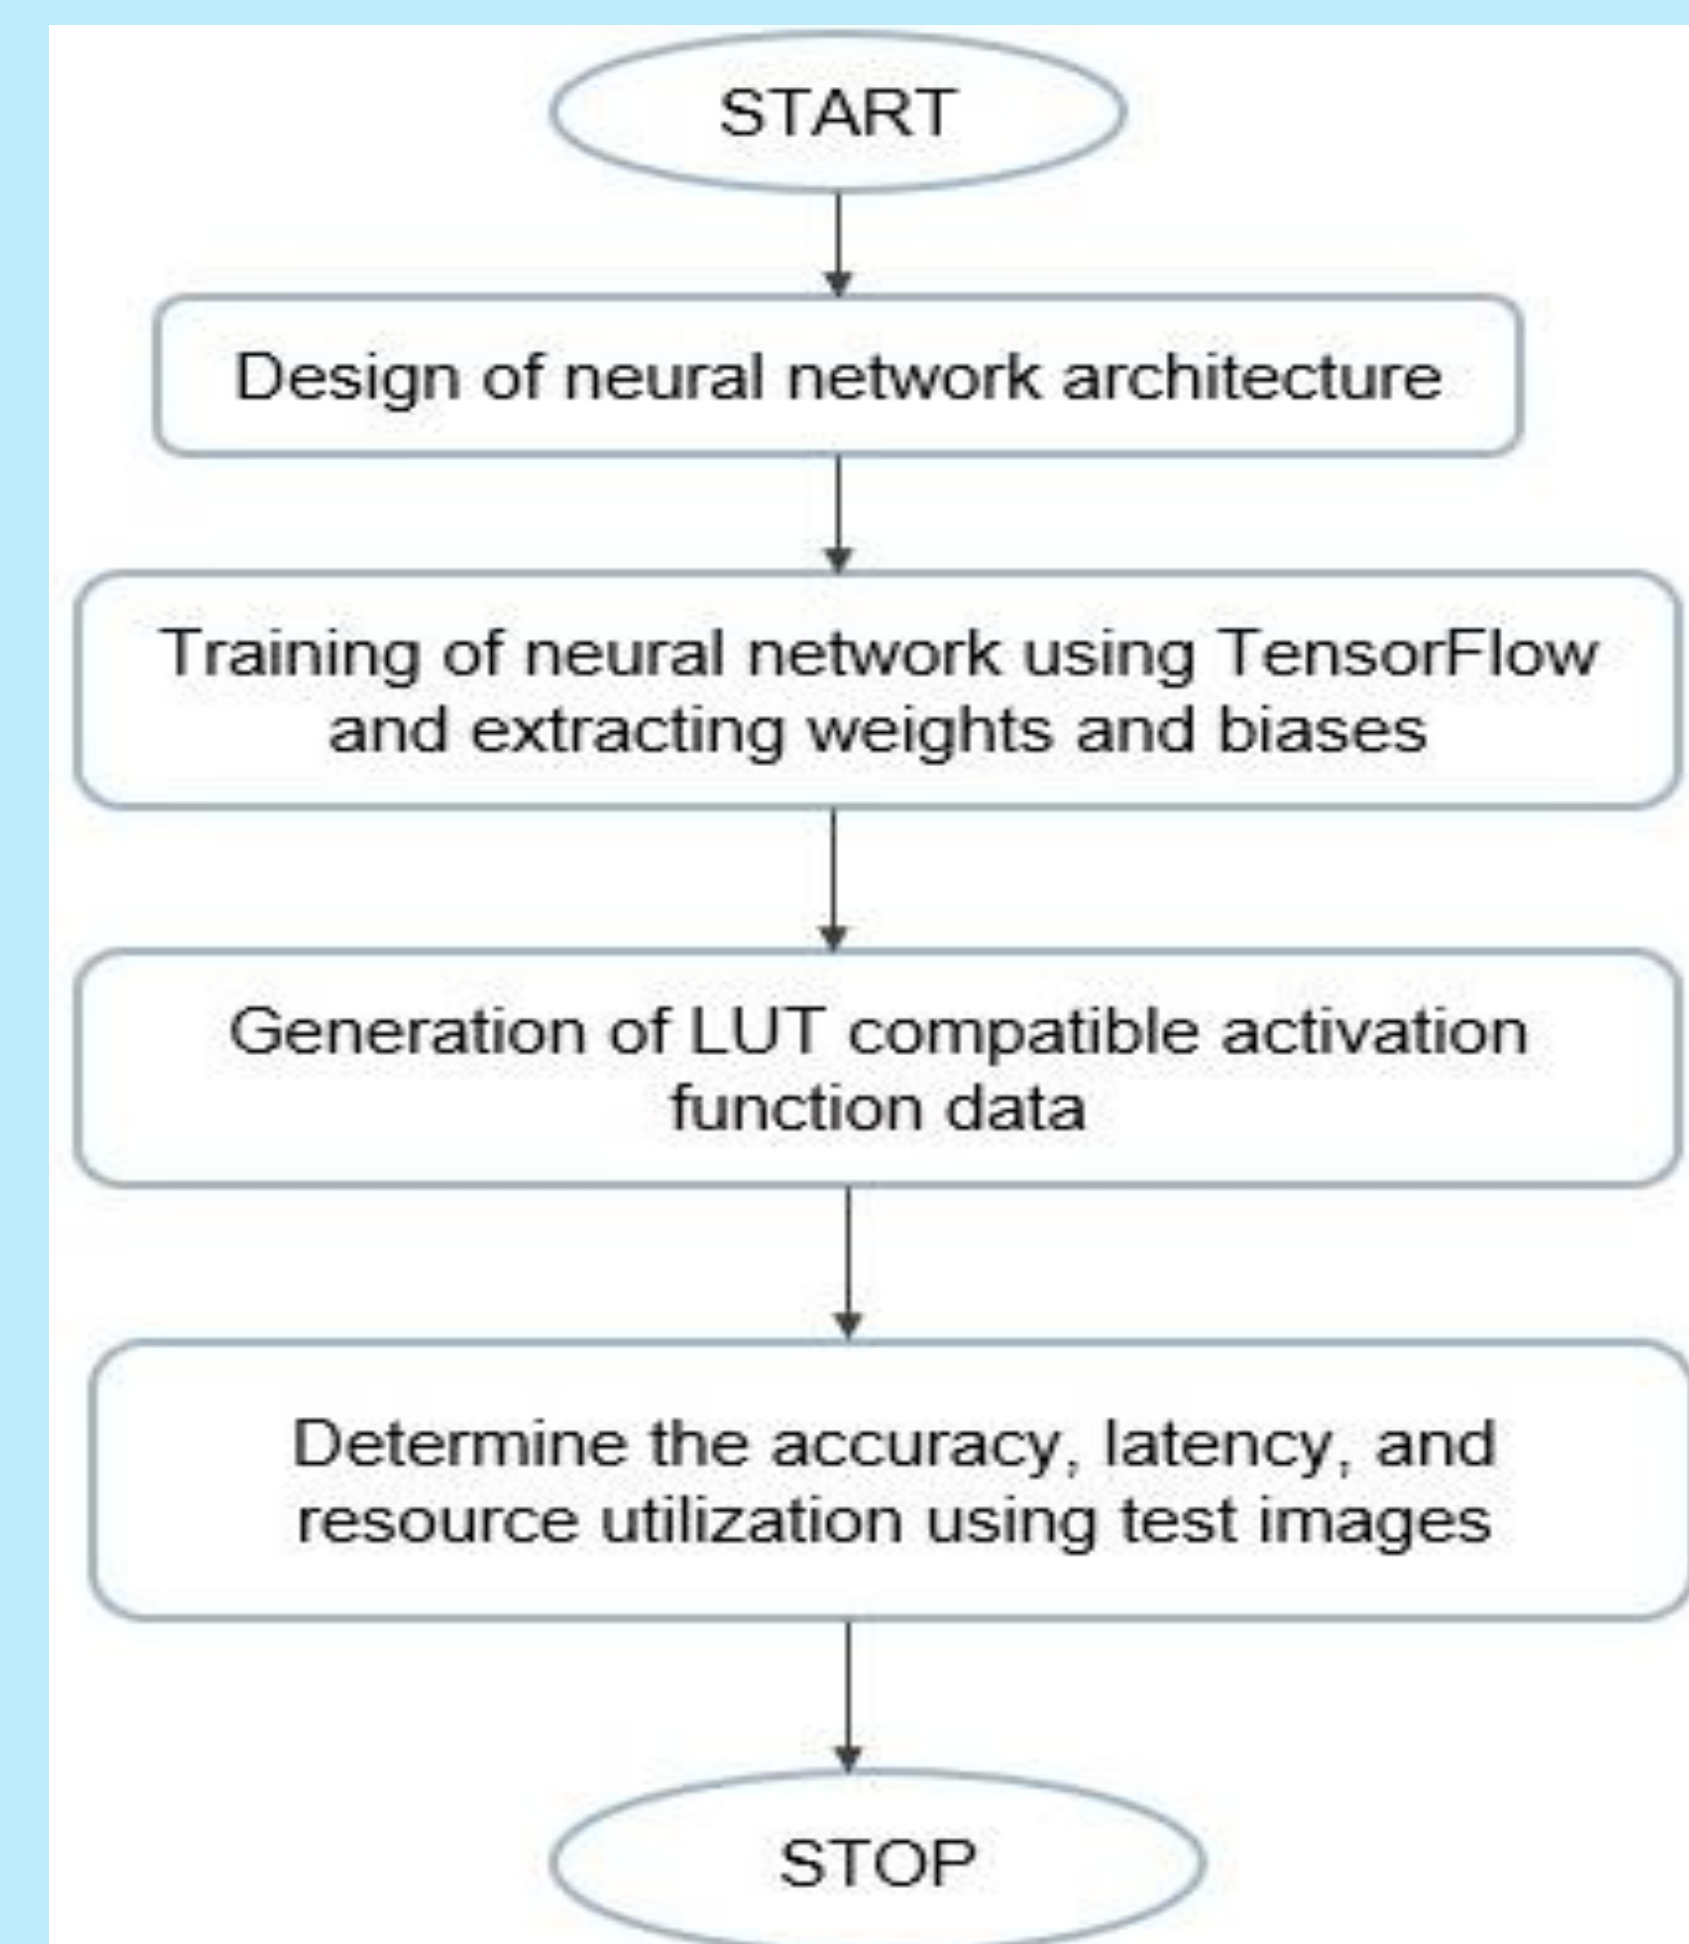 START
Design of neural network architecture
Training of neural network using TensorFlow
and extracting weights and biases
Generation of LUT compatible activation
function data
Determine the accuracy, latency, and
resource utilization using test images
STOP